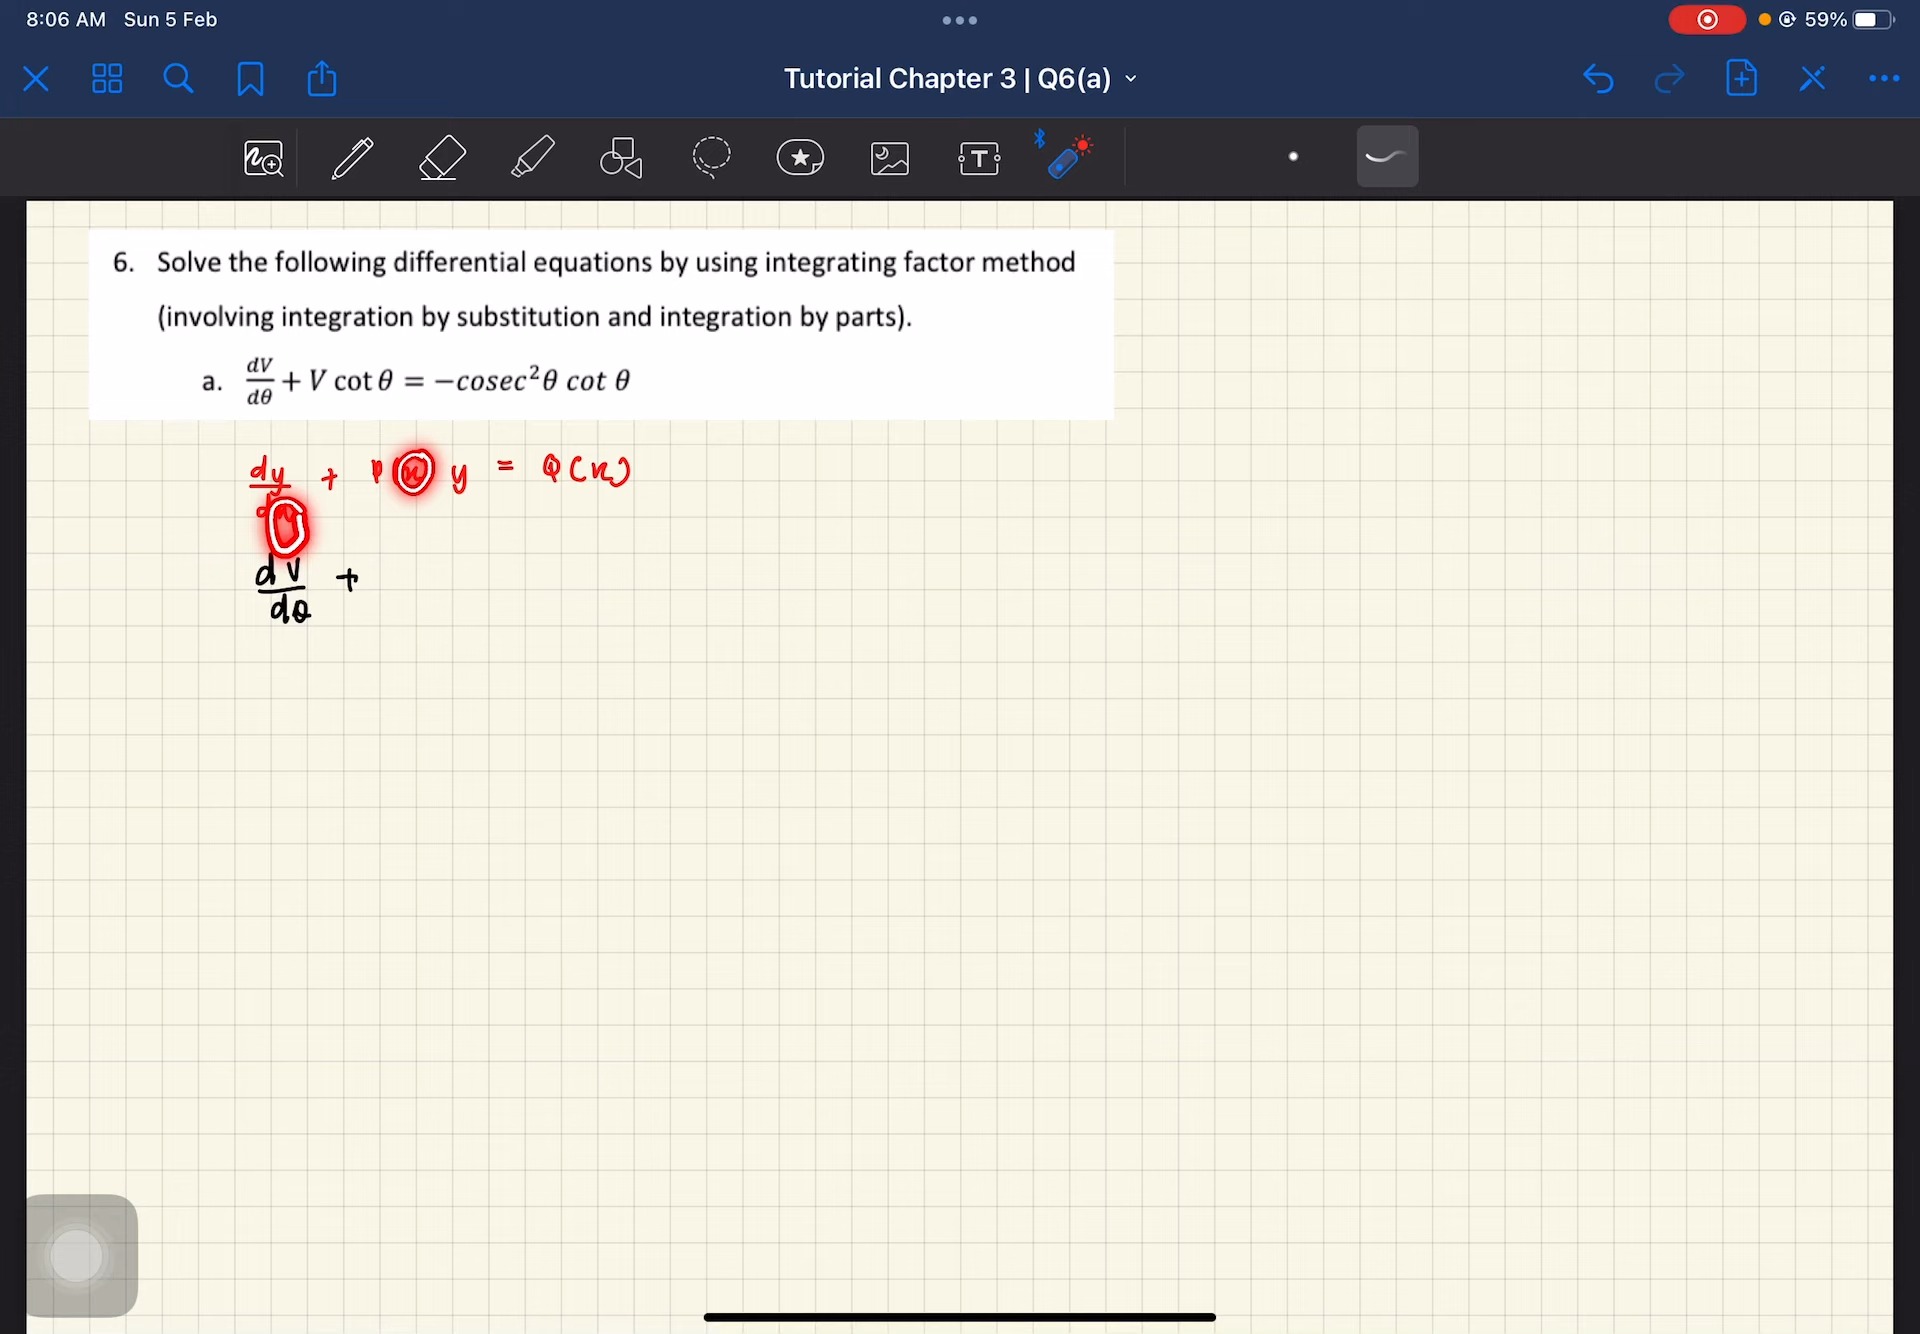 8:06 AM Sun 5 Feb
59%
Tutorial Chapter 3 | Q6(a)
T
6. Solve the following differential equations by using integrating factor method
(involving integration by substitution and integration by parts).
a. dV/dθ + V cot θ = −cosec²θ cot θ
dy/dx + P(x) y = Q(x)
dV/dθ +